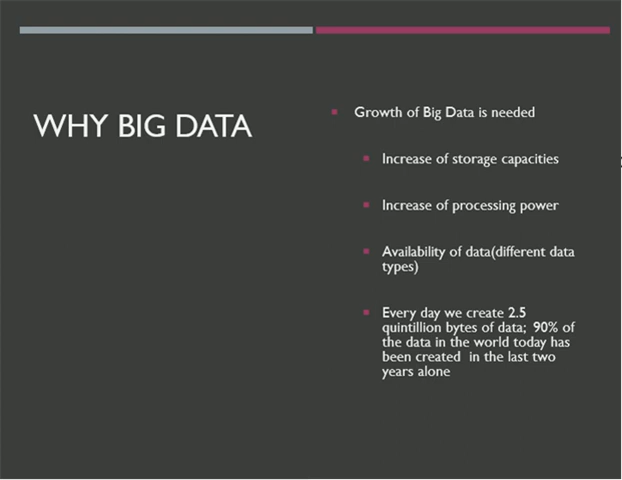 WHY BIG DATA
Growth of Big Data is needed
Increase of storage capacities
Increase of processing power
Availability of data(different data
types)
Every day we create 2.5
quintillion bytes of data; 90% of
the data in the world today has
been created in the last two
years alone